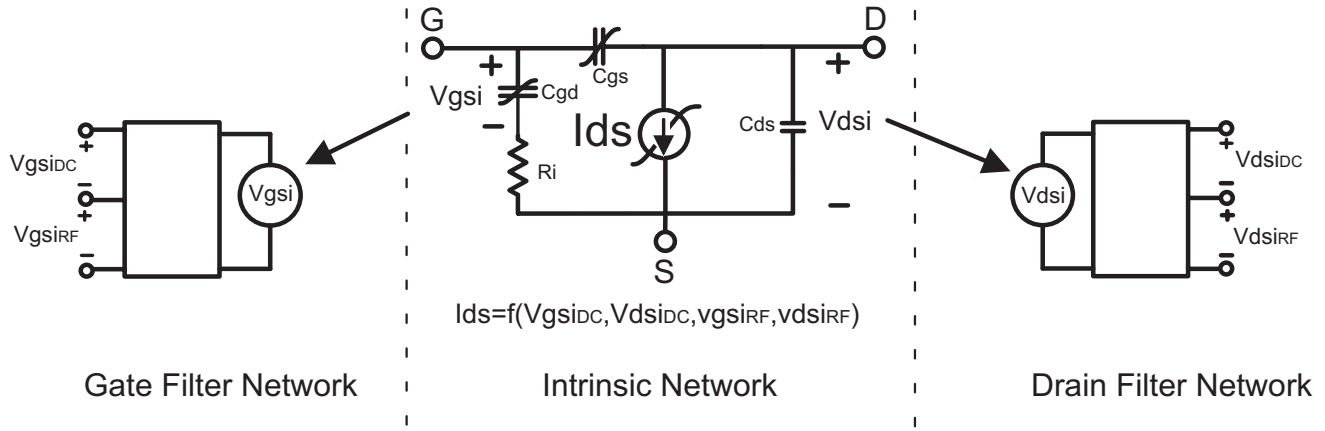 G
D
+
+
Cgs
Vgsi
Cgd
−
Ids
Cds
Vdsi
Ri
−
S
Ids=f(VgsiDC,VdsiDC,vgsiRF,vdsiRF)
VgsiDC
+
−
+
VgsiRF
−
Vgsi
Vdsi
+
VdsiDC
−
+
VdsiRF
−
Gate Filter Network
Intrinsic Network
Drain Filter Network